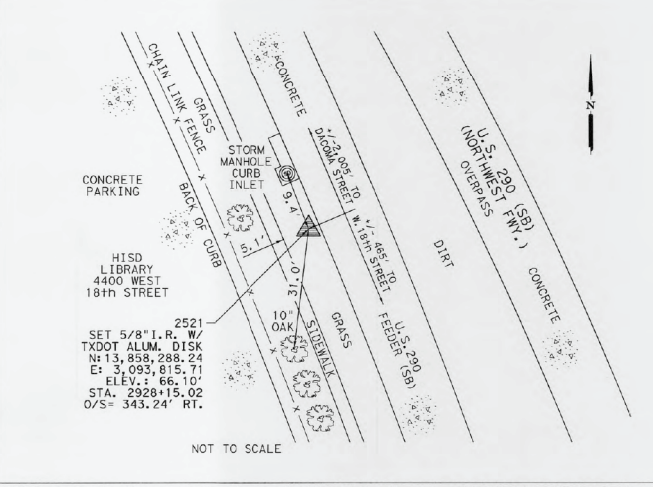 CHAIN LINK FENCE
GRASS
CONCRETE
N
STORM
MANHOLE
CURB
INLET
+/-2,005' TO
DACOMA STREET
U.S. 290 (SB)
(NORTHWEST FWY.)
OVERPASS
CONCRETE
PARKING
9.4'
BACK OF CURB
5.1'
+/- 465' TO
W.18th STREET
DIRT
HISD
LIBRARY
4400 WEST
18th STREET
31.0'
CONCRETE
10"
OAK
SIDEWALK
GRASS
U.S. 290
FEEDER (SB)
2521
SET 5/8"I.R. W/
TXDOT ALUM. DISK
N:13,858,288.24
E: 3,093,815.71
ELEV.: 66.10'
STA. 2928+15.02
O/S= 343.24' RT.
NOT TO SCALE